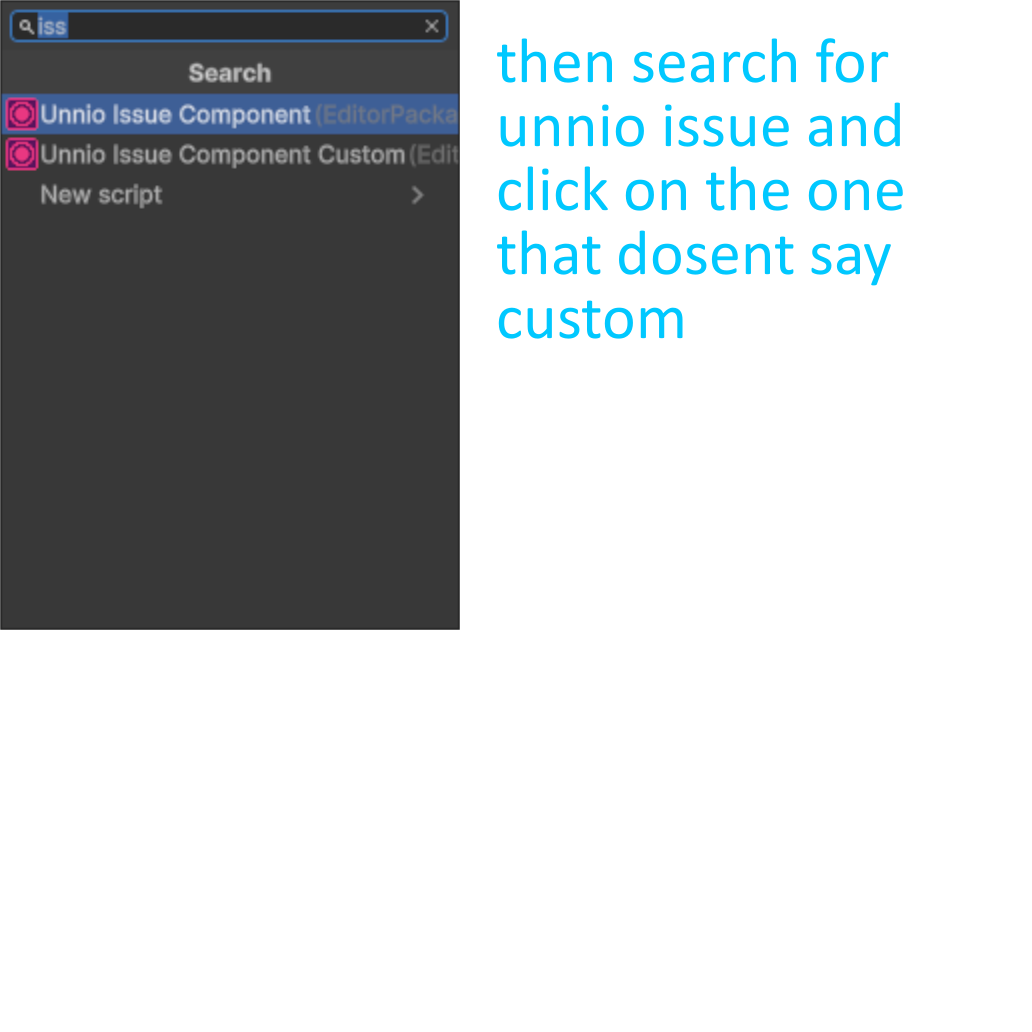 iss
Search
Unnio Issue Component (EditorPacka
Unnio Issue Component Custom (Edit
New script
then search for
unnio issue and
click on the one
that dosent say
custom